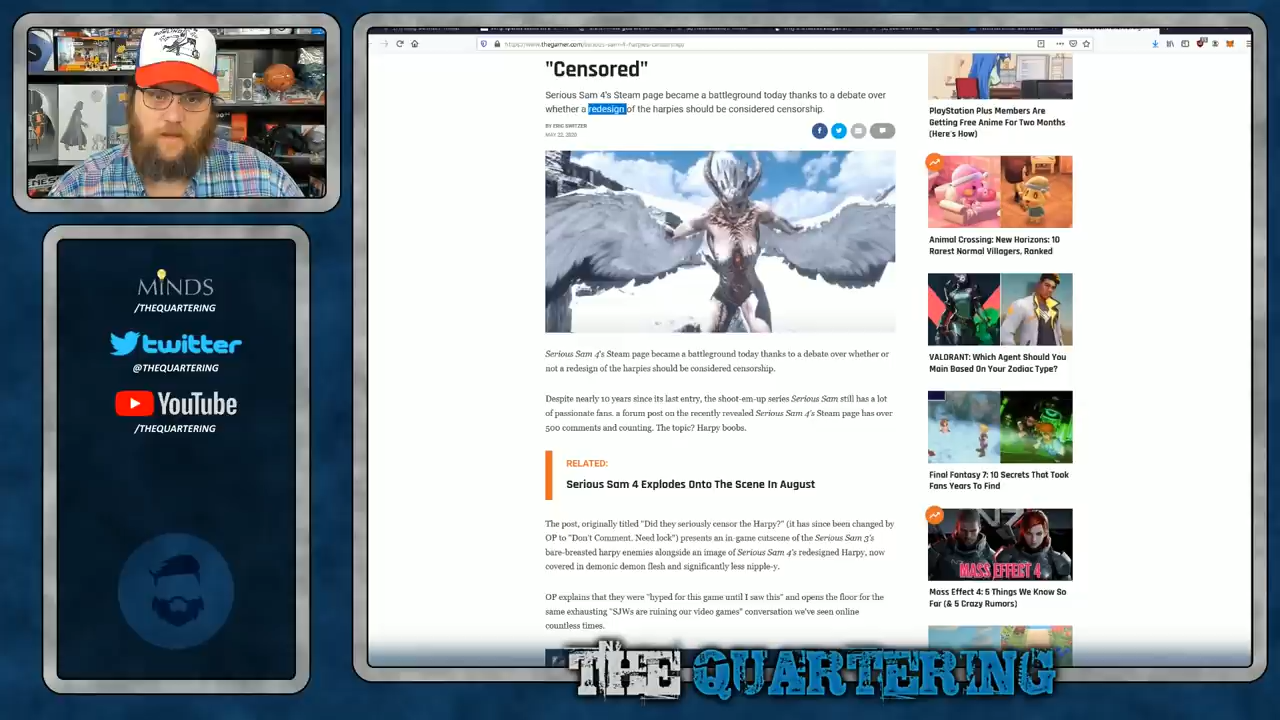 MINDS
/THEQUARTERING
twitter
@THEQUARTERING
YouTube
/THEQUARTERING
"Censored"
Serious Sam 4's Steam page became a battleground today thanks to a debate over
whether a redesign of the harpies should be considered censorship.
BY ERIC SWITZER
MAY 22, 2020
Serious Sam 4's Steam page became a battleground today thanks to a debate over whether or
not a redesign of the harpies should be considered censorship.
Despite nearly 10 years since its last entry, the shoot-em-up series Serious Sam still has a lot
of passionate fans. a forum post on the recently revealed Serious Sam 4's Steam page has over
500 comments and counting. The topic? Harpy boobs.
RELATED:
Serious Sam 4 Explodes Onto The Scene In August
The post, originally titled "Did they seriously censor the Harpy?" (it has since been changed by
OP to "Don't Comment, Need lock") presents an in-game cutscene of the Serious Sam 3's
bare-breasted harpy enemies alongside an image of Serious Sam 4's redesigned Harpy, now
covered in demonic demon flesh and significantly less nipple-y.
OP explains that they were "hyped for this game until I saw this" and opens the floor for the
same exhausting "SJWs are ruining our video games" conversation we've seen online
countless times.
PlayStation Plus Members Are
Getting Free Anime For Two Months
(Here's How)
Animal Crossing: New Horizons: 10
Rarest Normal Villagers, Ranked
VALORANT: Which Agent Should You
Main Based On Your Zodiac Type?
Final Fantasy 7: 10 Secrets That Took
Fans Years To Find
MASS EFFECT 4
Mass Effect 4: 5 Things We Know So
Far (& 5 Crazy Rumors)
THE QUARTERING